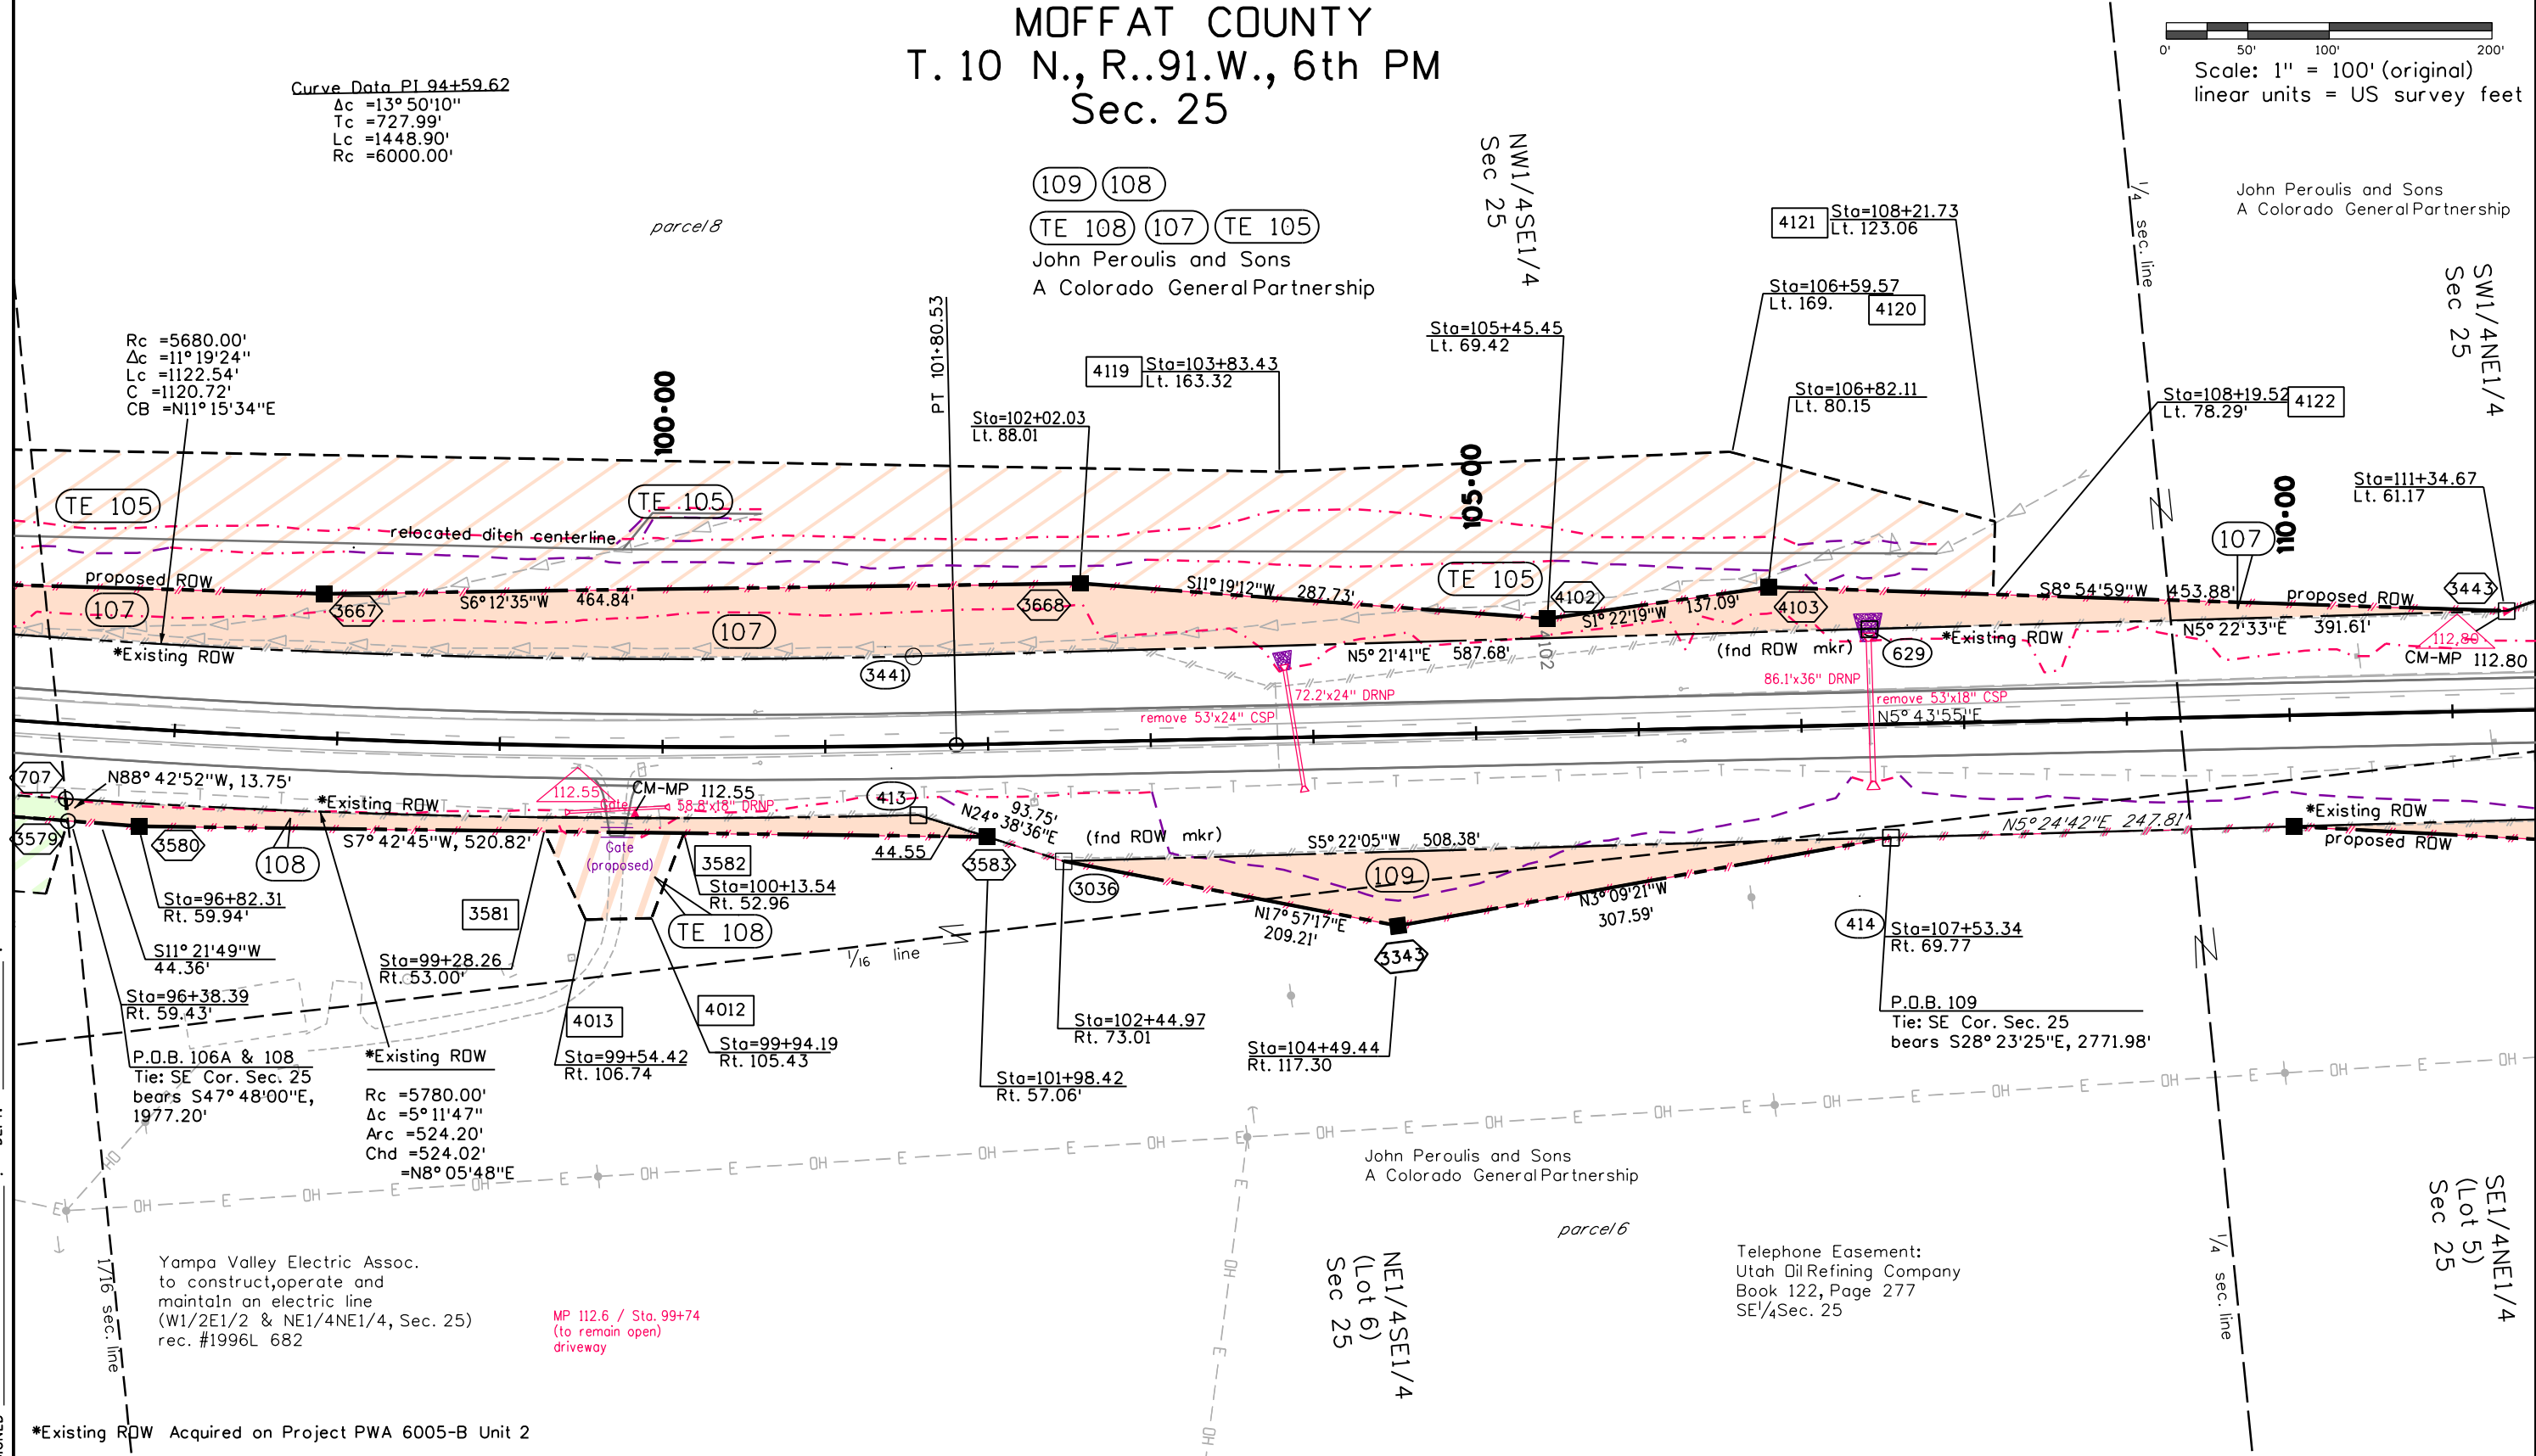 MOFFAT COUNTY
T. 10 N., R..91.W., 6th PM
Sec. 25
0' 50' 100' 200'
Scale: 1" = 100' (original)
linear units = US survey feet
Curve Data PI 94+59.62
Δc =13°50'10"
Tc =727.99'
Lc =1448.90'
Rc =6000.00'
parcel 8
109 108
TE 108 107 TE 105
John Peroulis and Sons
A Colorado General Partnership
NW1/4SE1/4
Sec 25
1/4 sec. line
John Peroulis and Sons
A Colorado General Partnership
SW1/4NE1/4
Sec 25
4121 Sta=108+21.73
Lt. 123.06
Sta=106+59.57
Lt. 169.
4120
Sta=105+45.45
Lt. 69.42
4119 Sta=103+83.43
Lt. 163.32
Sta=106+82.11
Lt. 80.15
Sta=108+19.52
Lt. 78.29'
4122
Sta=102+02.03
Lt. 88.01
PT 101+80.53
100+00
105+00
110+00
Sta=111+34.67
Lt. 61.17
Rc =5680.00'
Δc =11°19'24"
Lc =1122.54'
C =1120.72'
CB =N11°15'34"E
TE 105
TE 105
TE 105
relocated ditch centerline
proposed ROW
107
*Existing ROW
3667
S6°12'35"W 464.84'
107
3668
3441
S11°19'12"W 287.73'
4102
4102
S1°22'19"W 137.09'
4103
N5°21'41"E 587.68'
(fnd ROW mkr)
629
*Existing ROW
107
S8°54'59"W 453.88'
proposed ROW
N5°22'33"E 391.61'
3443
112.80
CM-MP 112.80
72.2'x24" DRNP
remove 53'x24" CSP
86.1'x36" DRNP
remove 53'x18" CSP
N5°43'55"E
707
N88°42'52"W, 13.75'
3579
*Existing ROW
3580
S7°42'45"W, 520.82'
108
112.55
CM-MP 112.55
Gate
58.8'x18" DRNP
Gate
(proposed)
413
N24°38'36"E
93.75'
44.55
3583
(fnd ROW mkr)
3036
S5°22'05"W 508.38'
109
N17°57'17"E
209.21'
N3°09'21"W
307.59'
3343
414
N5°24'42"E 247.81'
*Existing ROW
proposed ROW
3582
Sta=100+13.54
Rt. 52.96
TE 108
3581
Sta=99+28.26
Rt. 53.00'
Sta=96+82.31
Rt. 59.94'
S11°21'49"W
44.36'
Sta=96+38.39
Rt. 59.43'
P.O.B. 106A & 108
Tie: SE Cor. Sec. 25
bears S47°48'00"E,
1977.20'
*Existing ROW
Rc =5780.00'
Δc =5°11'47"
Arc =524.20'
Chd =524.02'
=N8°05'48"E
4013
Sta=99+54.42
Rt. 106.74
4012
Sta=99+94.19
Rt. 105.43
1/16 line
Sta=101+98.42
Rt. 57.06'
Sta=102+44.97
Rt. 73.01
Sta=104+49.44
Rt. 117.30
Sta=107+53.34
Rt. 69.77
P.O.B. 109
Tie: SE Cor. Sec. 25
bears S28°23'25"E, 2771.98'
OH E OH E OH E OH E OH E OH E OH E OH E OH
John Peroulis and Sons
A Colorado General Partnership
parcel 6
1/16 sec. line
Yampa Valley Electric Assoc.
to construct,operate and
maintain an electric line
(W1/2E1/2 & NE1/4NE1/4, Sec. 25)
rec. #1996L 682
MP 112.6 / Sta. 99+74
(to remain open)
driveway
NE1/4SE1/4
(Lot 6)
Sec 25
Telephone Easement:
Utah Oil Refining Company
Book 122, Page 277
SE1/4Sec. 25
1/4 sec. line
SE1/4NE1/4
(Lot 5)
Sec 25
*Existing ROW Acquired on Project PWA 6005-B Unit 2